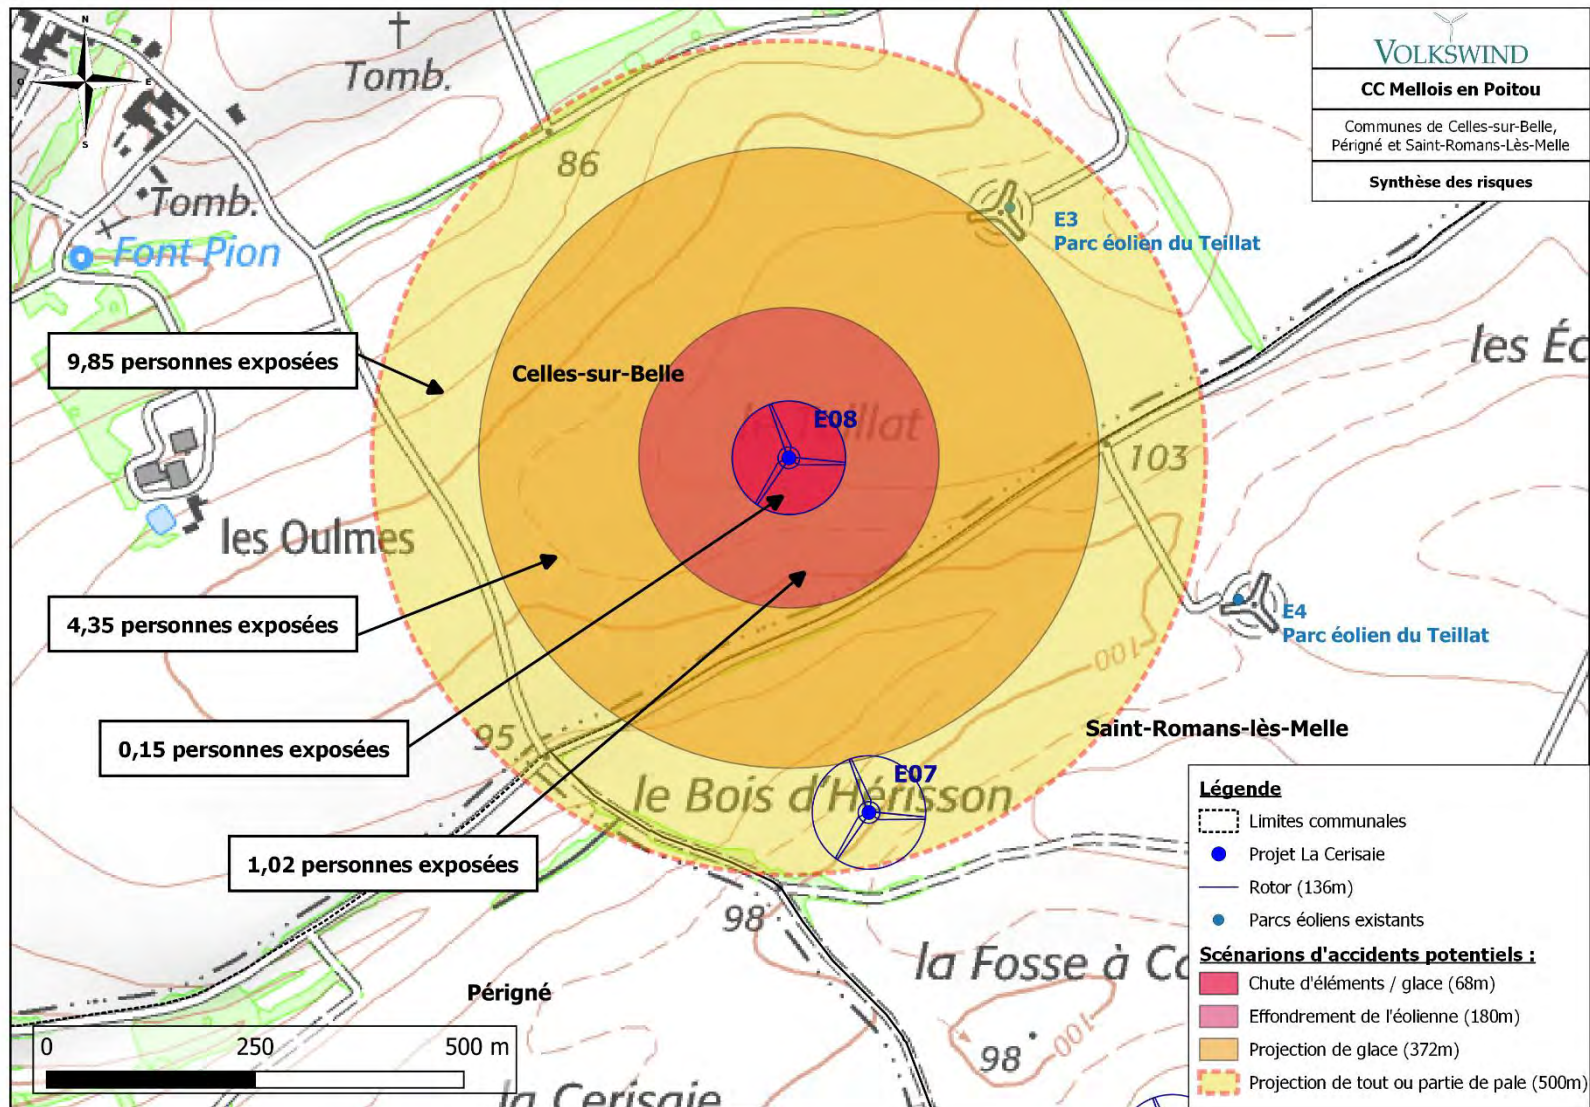 N
O
E
S
VOLKSWIND
CC Mellois en Poitou
Communes de Celles-sur-Belle,
Périgné et Saint-Romans-Lès-Melle
Synthèse des risques
Tomb.
Tomb.
Font Pion
86
E3
Parc éolien du Teillat
9,85 personnes exposées
Celles-sur-Belle
E08
Teillat
les Éc
103
les Oulmes
4,35 personnes exposées
E4
Parc éolien du Teillat
100
0,15 personnes exposées
95
Saint-Romans-lès-Melle
E07
le Bois d'Hérisson
1,02 personnes exposées
98
la Fosse à Ca
Périgné
98
100
la Cerisaie
0
250
500 m
Légende
Limites communales
Projet La Cerisaie
Rotor (136m)
Parcs éoliens existants
Scénarions d'accidents potentiels :
Chute d'éléments / glace (68m)
Effondrement de l'éolienne (180m)
Projection de glace (372m)
Projection de tout ou partie de pale (500m)